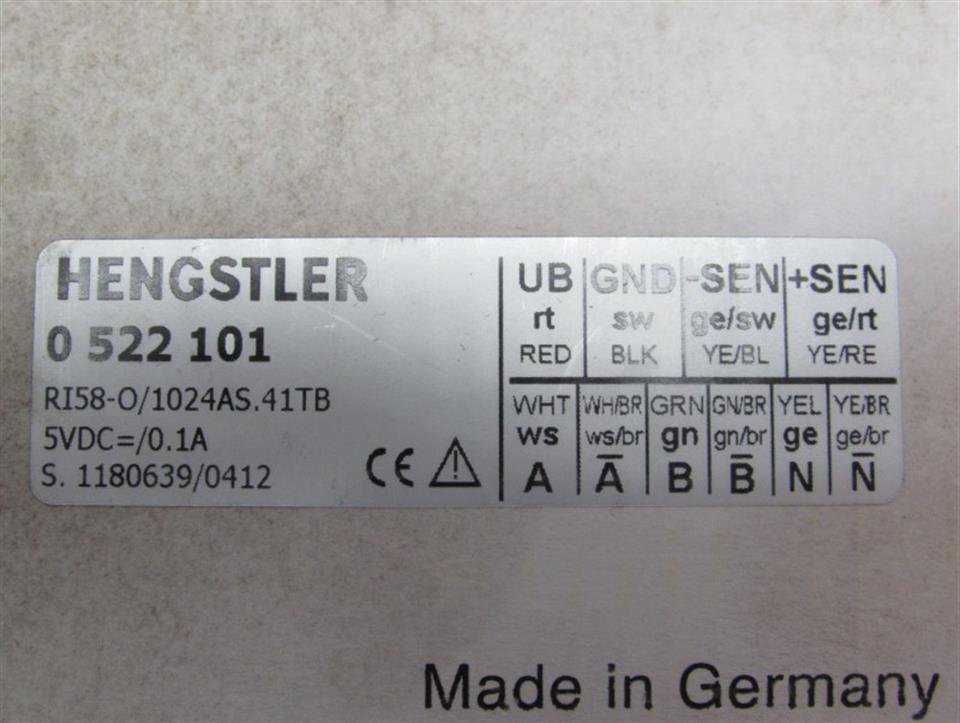 HENGSTLER
0 522 101
RI58-O/1024AS.41TB
5VDC=/0.1A
S. 1180639/0412
CE
UB GND -SEN +SEN
rt sw ge/sw ge/rt
RED BLK YE/BL YE/RE
WHT WH/BR GRN GN/BR YEL YE/BR
ws ws/br gn gn/br ge ge/br
A A̅ B B̅ N N̅
Made in Germany